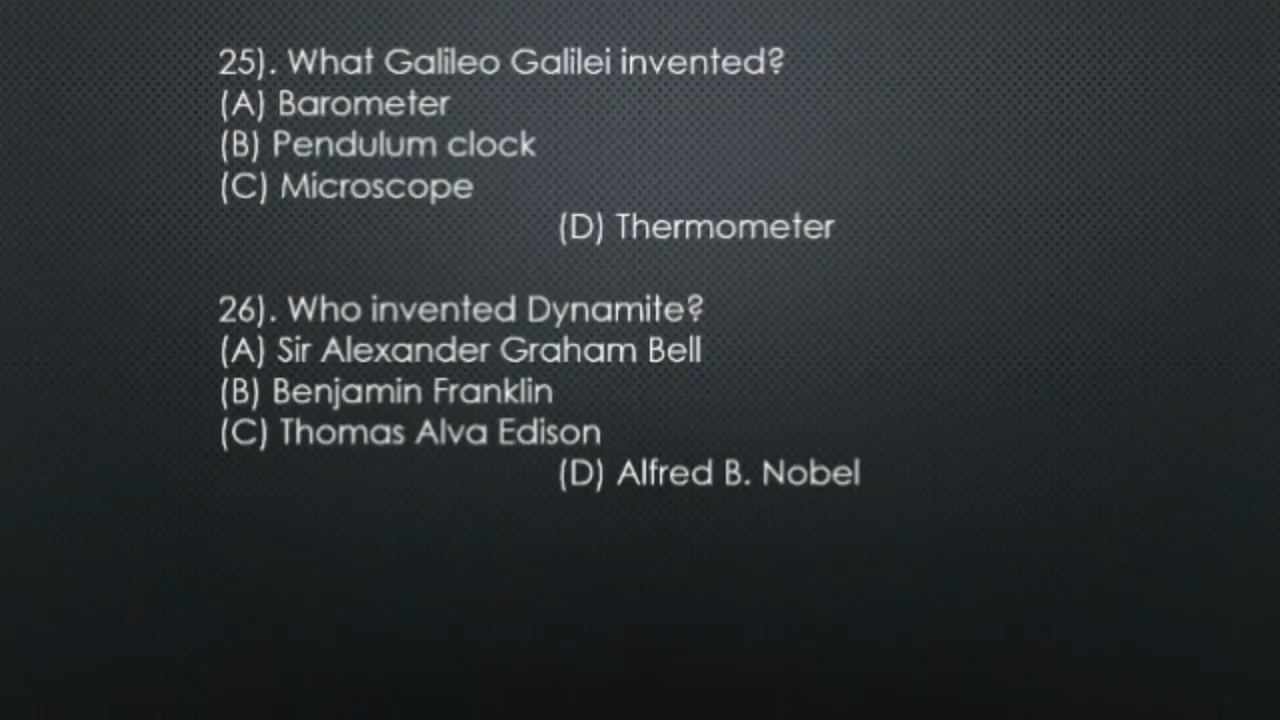 25). What Galileo Galilei invented?
(A) Barometer
(B) Pendulum clock
(C) Microscope
(D) Thermometer
26). Who invented Dynamite?
(A) Sir Alexander Graham Bell
(B) Benjamin Franklin
(C) Thomas Alva Edison
(D) Alfred B. Nobel